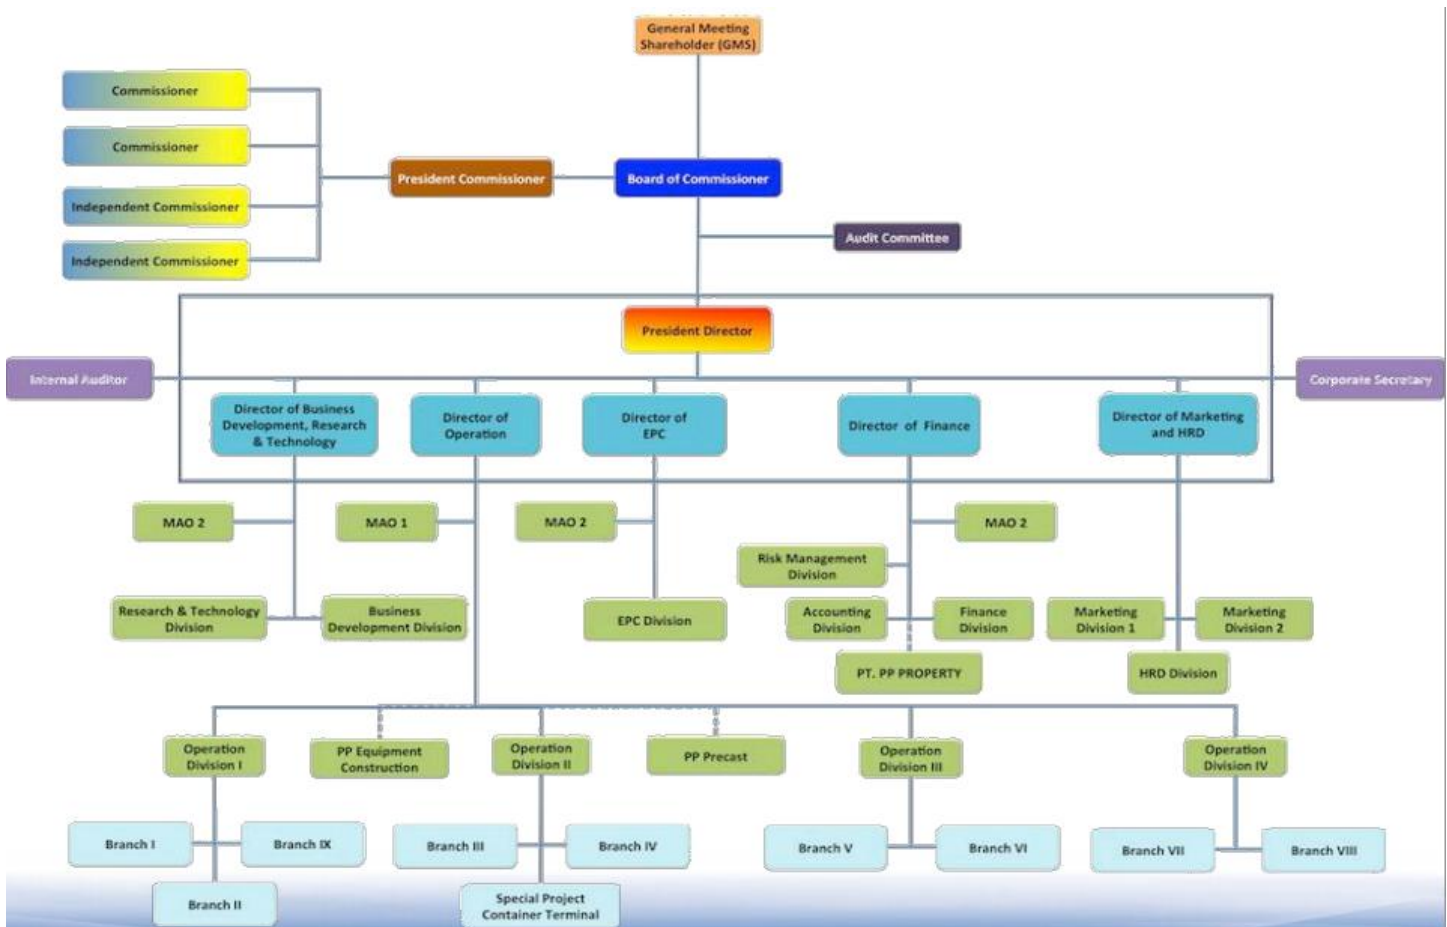 General Meeting
Shareholder (GMS)
Commissioner
Commissioner
President Commissioner
Board of Commissioner
Independent Commissioner
Audit Committee
Independent Commissioner
President Director
Internal Auditor
Corporate Secretary
Director of Business
Development, Research
& Technology
Director of
Operation
Director of
EPC
Director of Finance
Director of Marketing
and HRD
MAO 2
MAO 1
MAO 2
MAO 2
Risk Management
Division
Research & Technology
Division
Business
Development Division
EPC Division
Accounting
Division
Finance
Division
Marketing
Division 1
Marketing
Division 2
PT. PP PROPERTY
HRD Division
Operation
Division I
PP Equipment
Construction
Operation
Division II
PP Precast
Operation
Division III
Operation
Division IV
Branch I
Branch IX
Branch III
Branch IV
Branch V
Branch VI
Branch VII
Branch VIII
Branch II
Special Project
Container Terminal